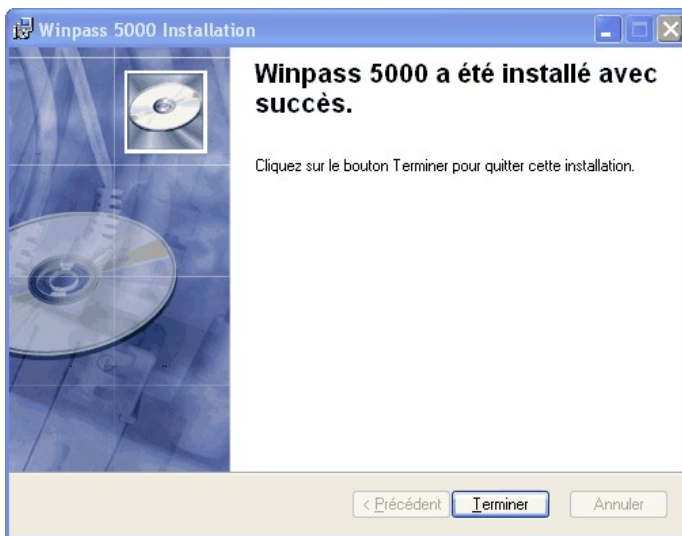 Winpass 5000 Installation
Winpass 5000 a été installé avec
succès.
Cliquez sur le bouton Terminer pour quitter cette installation.
< Précédent
Terminer
Annuler